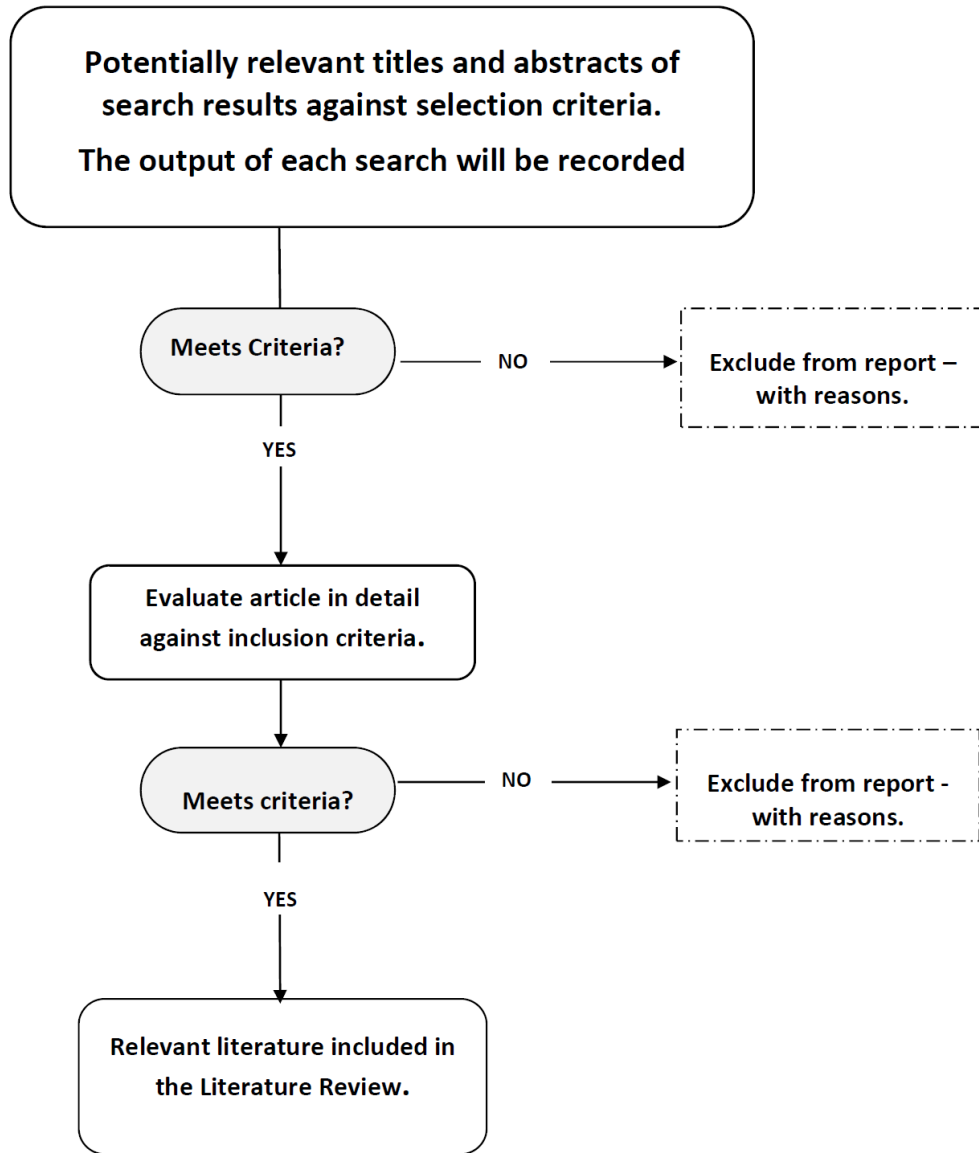 Potentially relevant titles and abstracts of
search results against selection criteria.
The output of each search will be recorded
Meets Criteria?
NO
Exclude from report –
with reasons.
YES
Evaluate article in detail
against inclusion criteria.
Meets criteria?
NO
Exclude from report -
with reasons.
YES
Relevant literature included in
the Literature Review.